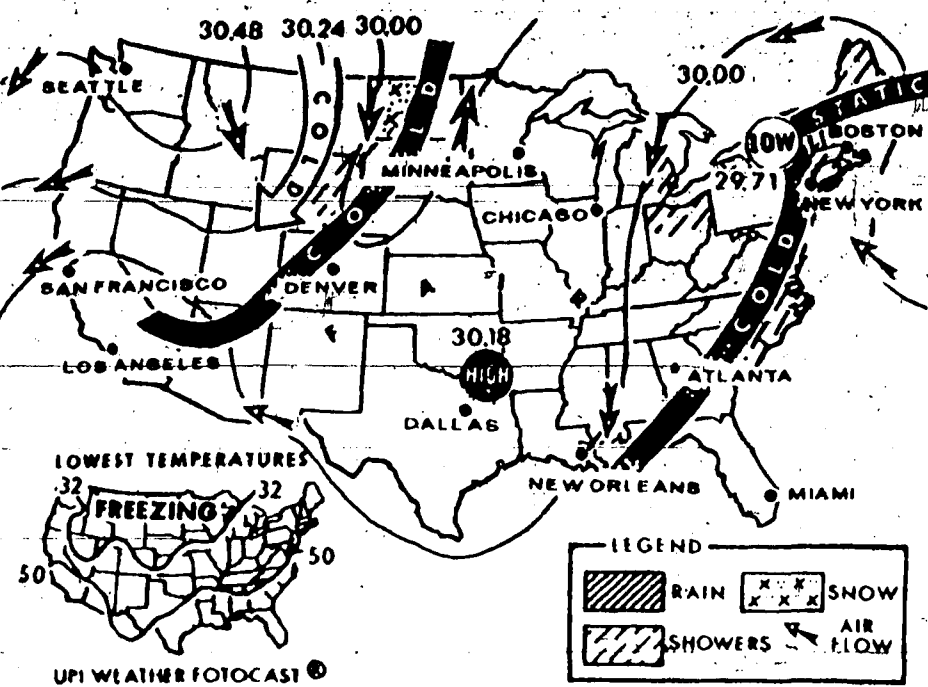 30.48 30.24 30.00
30.00
SEATTLE
COLD
COLD
STATIC
LOW
BOSTON
29.71
MINNEAPOLIS
NEW YORK
CHICAGO
SAN FRANCISCO
DENVER
COLD
30.18
HIGH
LOS ANGELES
ATLANTA
DALLAS
NEW ORLEANS
MIAMI
LOWEST TEMPERATURES
32 32
FREEZING
50 50
UPI WEATHER FOTOCAST ®
LEGEND
RAIN SNOW
SHOWERS AIR FLOW